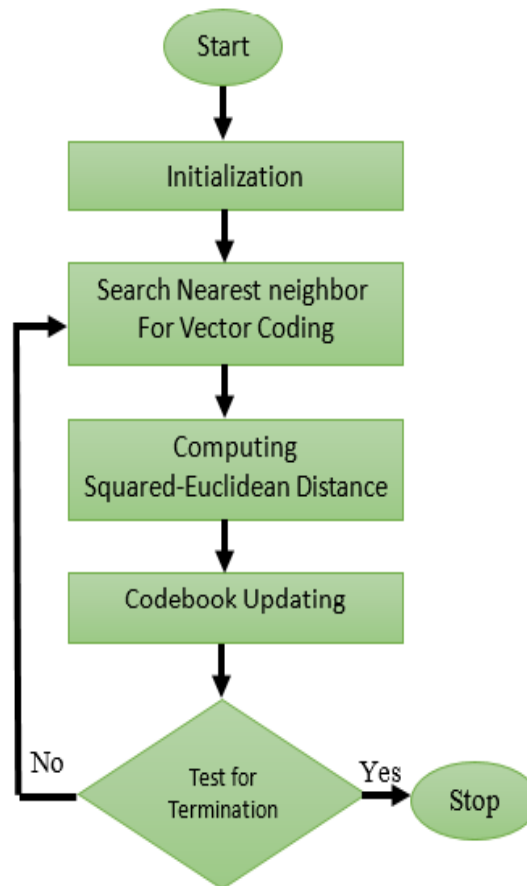 Start
Initialization
Search Nearest neighbor
For Vector Coding
Computing
Squared-Euclidean Distance
Codebook Updating
No
Test for
Termination
Yes
Stop